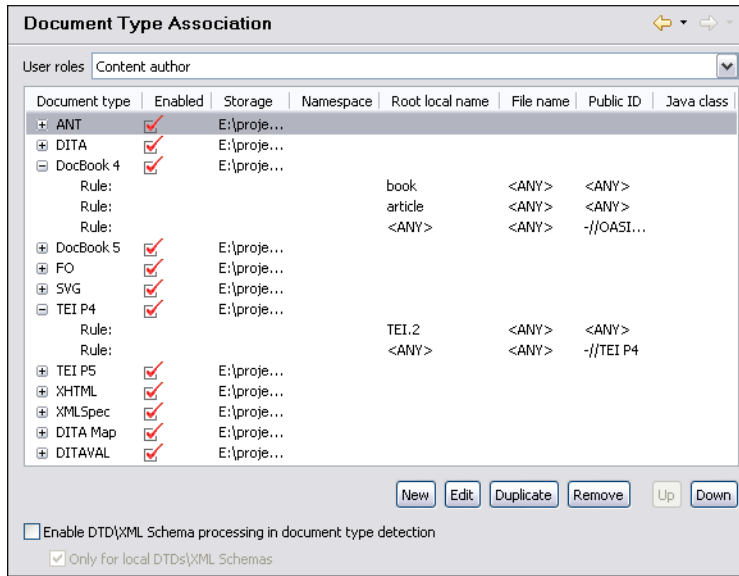 Document Type Association
User roles Content author
Document type Enabled Storage Namespace Root local name File name Public ID Java class
ANT E:\proje...
DITA E:\proje...
DocBook 4 E:\proje...
Rule: book <ANY> <ANY>
Rule: article <ANY> <ANY>
Rule: <ANY> <ANY> -//OASI...
DocBook 5 E:\proje...
FO E:\proje...
SVG E:\proje...
TEI P4 E:\proje...
Rule: TEI.2 <ANY> <ANY>
Rule: <ANY> <ANY> -//TEI P4
TEI P5 E:\proje...
XHTML E:\proje...
XMLSpec E:\proje...
DITA Map E:\proje...
DITAVAL E:\proje...
New Edit Duplicate Remove Up Down
Enable DTD\XML Schema processing in document type detection
Only for local DTDs\XML Schemas